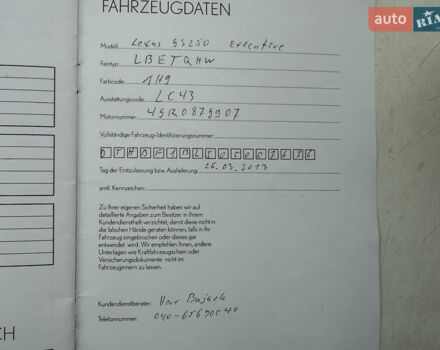 FAHRZEUGDATEN
auto RIA
Modell: Lexus GS250 Executive
Feintyp: LBETQHW
Farbcode: 1H9
Ausstattungscode: LC43
Motornummer: 4GR0879907
Vollständige Fahrzeug-Identifizierungsnummer:
Tag der Erstzulassung bzw. Auslieferung: 26.03.2013
amtl. Kennzeichen:
Zu Ihrer eigenen Sicherheit haben wir auf
detaillierte Angaben zum Besitzer in Ihrem
Kundendienstheft verzichtet, damit diese nicht in
die falschen Hände geraten können, falls in Ihr
Fahrzeug eingebrochen oder dieses gar
entwendet wird. Wir empfehlen Ihnen, andere
Unterlagen wie Kraftfahrzeugschein oder
Versicherungsdokumente nicht im
Fahrzeuginnern zu lassen.
Kundendienstberater: Herr
Telefonnummer:
CH